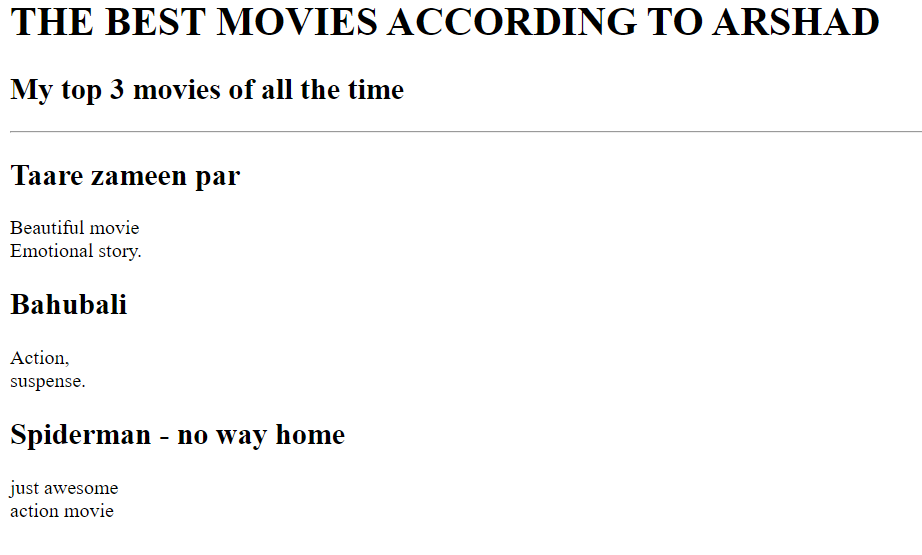 THE BEST MOVIES ACCORDING TO ARSHAD
My top 3 movies of all the time
Taare zameen par
Beautiful movie
Emotional story.
Bahubali
Action,
suspense.
Spiderman - no way home
just awesome
action movie